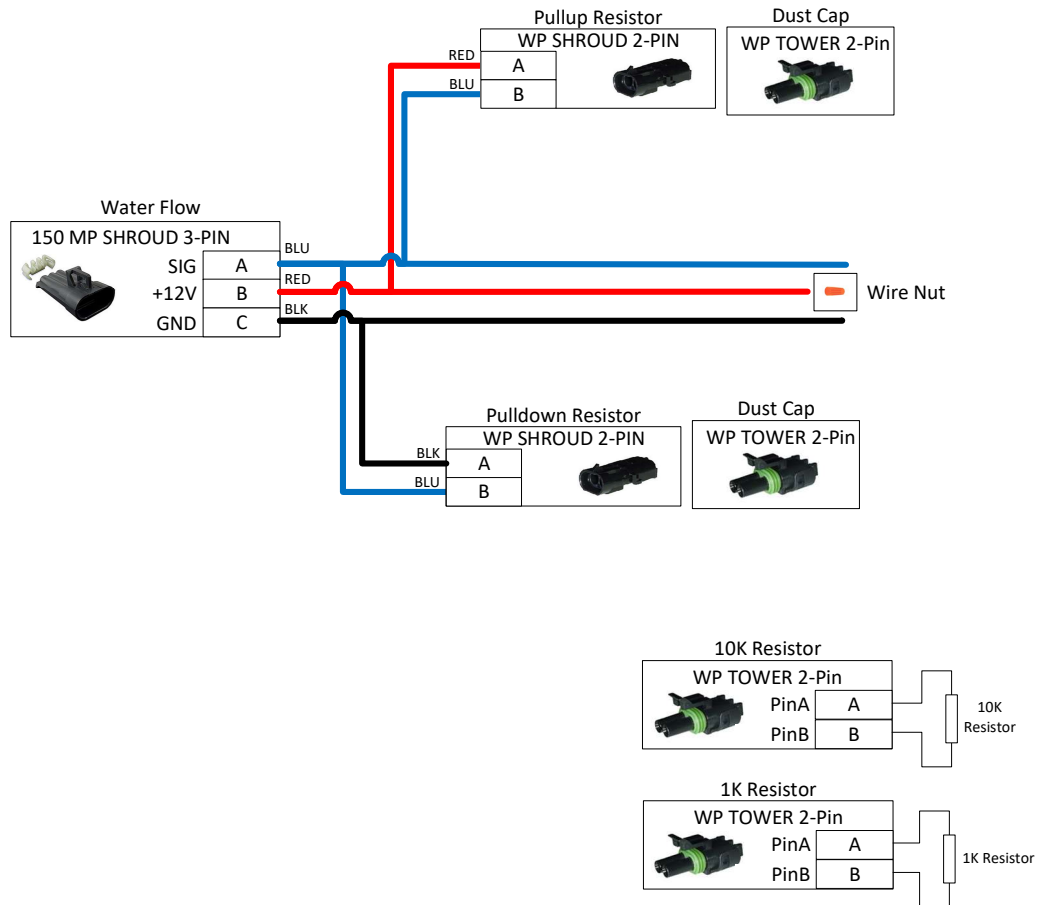 Pullup Resistor
WP SHROUD 2-PIN
RED
A
BLU
B
Dust Cap
WP TOWER 2-Pin
Water Flow
150 MP SHROUD 3-PIN
SIG
A
BLU
+12V
B
RED
GND
C
BLK
Wire Nut
Pulldown Resistor
WP SHROUD 2-PIN
BLK
A
BLU
B
Dust Cap
WP TOWER 2-Pin
10K Resistor
WP TOWER 2-Pin
PinA
A
PinB
B
10K
Resistor
1K Resistor
WP TOWER 2-Pin
PinA
A
PinB
B
1K Resistor